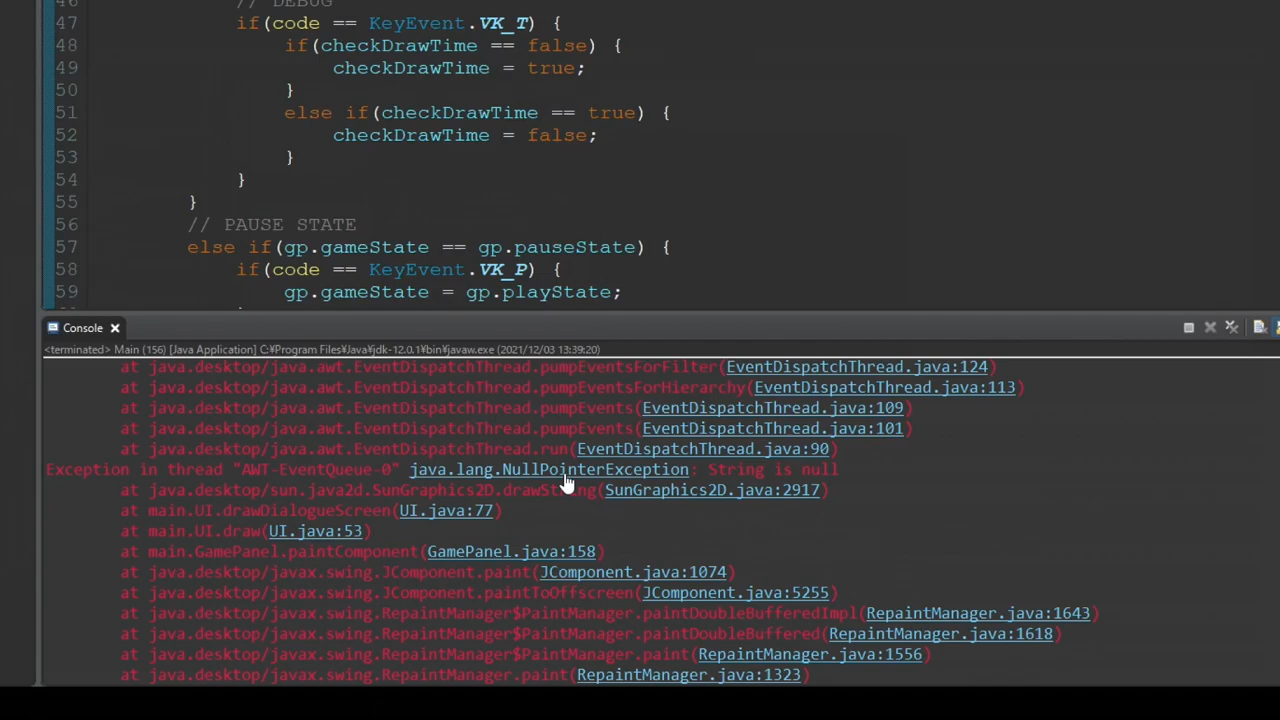 46 // DEBUG
47 if(code == KeyEvent.VK_T) {
48 if(checkDrawTime == false) {
49 checkDrawTime = true;
50 }
51 else if(checkDrawTime == true) {
52 checkDrawTime = false;
53 }
54 }
55 }
56 // PAUSE STATE
57 else if(gp.gameState == gp.pauseState) {
58 if(code == KeyEvent.VK_P) {
59 gp.gameState = gp.playState;
Console
<terminated> Main (156) [Java Application] C:¥Program Files¥Java¥jdk-12.0.1¥bin¥javaw.exe (2021/12/03 13:39:20)
at java.desktop/java.awt.EventDispatchThread.pumpEventsForFilter(EventDispatchThread.java:124)
at java.desktop/java.awt.EventDispatchThread.pumpEventsForHierarchy(EventDispatchThread.java:113)
at java.desktop/java.awt.EventDispatchThread.pumpEvents(EventDispatchThread.java:109)
at java.desktop/java.awt.EventDispatchThread.pumpEvents(EventDispatchThread.java:101)
at java.desktop/java.awt.EventDispatchThread.run(EventDispatchThread.java:90)
Exception in thread "AWT-EventQueue-0" java.lang.NullPointerException: String is null
at java.desktop/sun.java2d.SunGraphics2D.drawString(SunGraphics2D.java:2917)
at main.UI.drawDialogueScreen(UI.java:77)
at main.UI.draw(UI.java:53)
at main.GamePanel.paintComponent(GamePanel.java:158)
at java.desktop/javax.swing.JComponent.paint(JComponent.java:1074)
at java.desktop/javax.swing.JComponent.paintToOffscreen(JComponent.java:5255)
at java.desktop/javax.swing.RepaintManager$PaintManager.paintDoubleBufferedImpl(RepaintManager.java:1643)
at java.desktop/javax.swing.RepaintManager$PaintManager.paintDoubleBuffered(RepaintManager.java:1618)
at java.desktop/javax.swing.RepaintManager$PaintManager.paint(RepaintManager.java:1556)
at java.desktop/javax.swing.RepaintManager.paint(RepaintManager.java:1323)